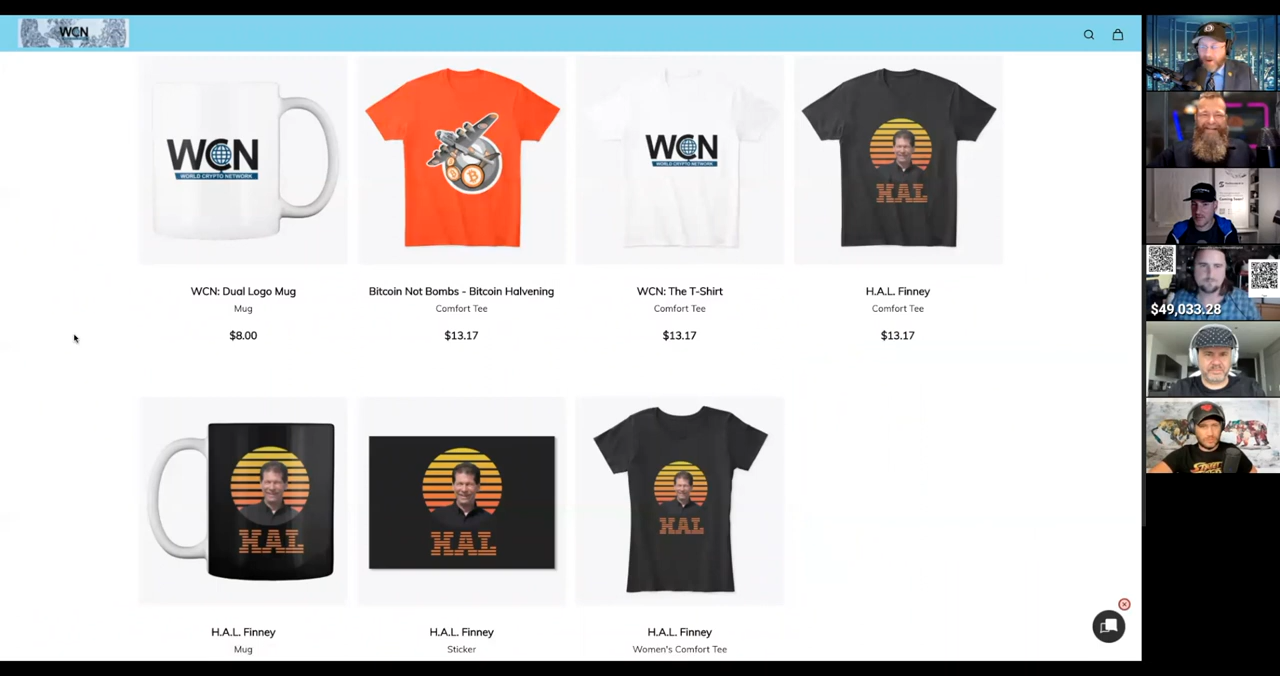 WCN
WCN
WORLD CRYPTO NETWORK
WCN
WORLD CRYPTO NETWORK
HAL
WCN: Dual Logo Mug
Mug
$8.00
Bitcoin Not Bombs - Bitcoin Halvening
Comfort Tee
$13.17
WCN: The T-Shirt
Comfort Tee
$13.17
H.A.L. Finney
Comfort Tee
$13.17
HAL
HAL
HAL
H.A.L. Finney
Mug
H.A.L. Finney
Sticker
H.A.L. Finney
Women's Comfort Tee
$49,033.28